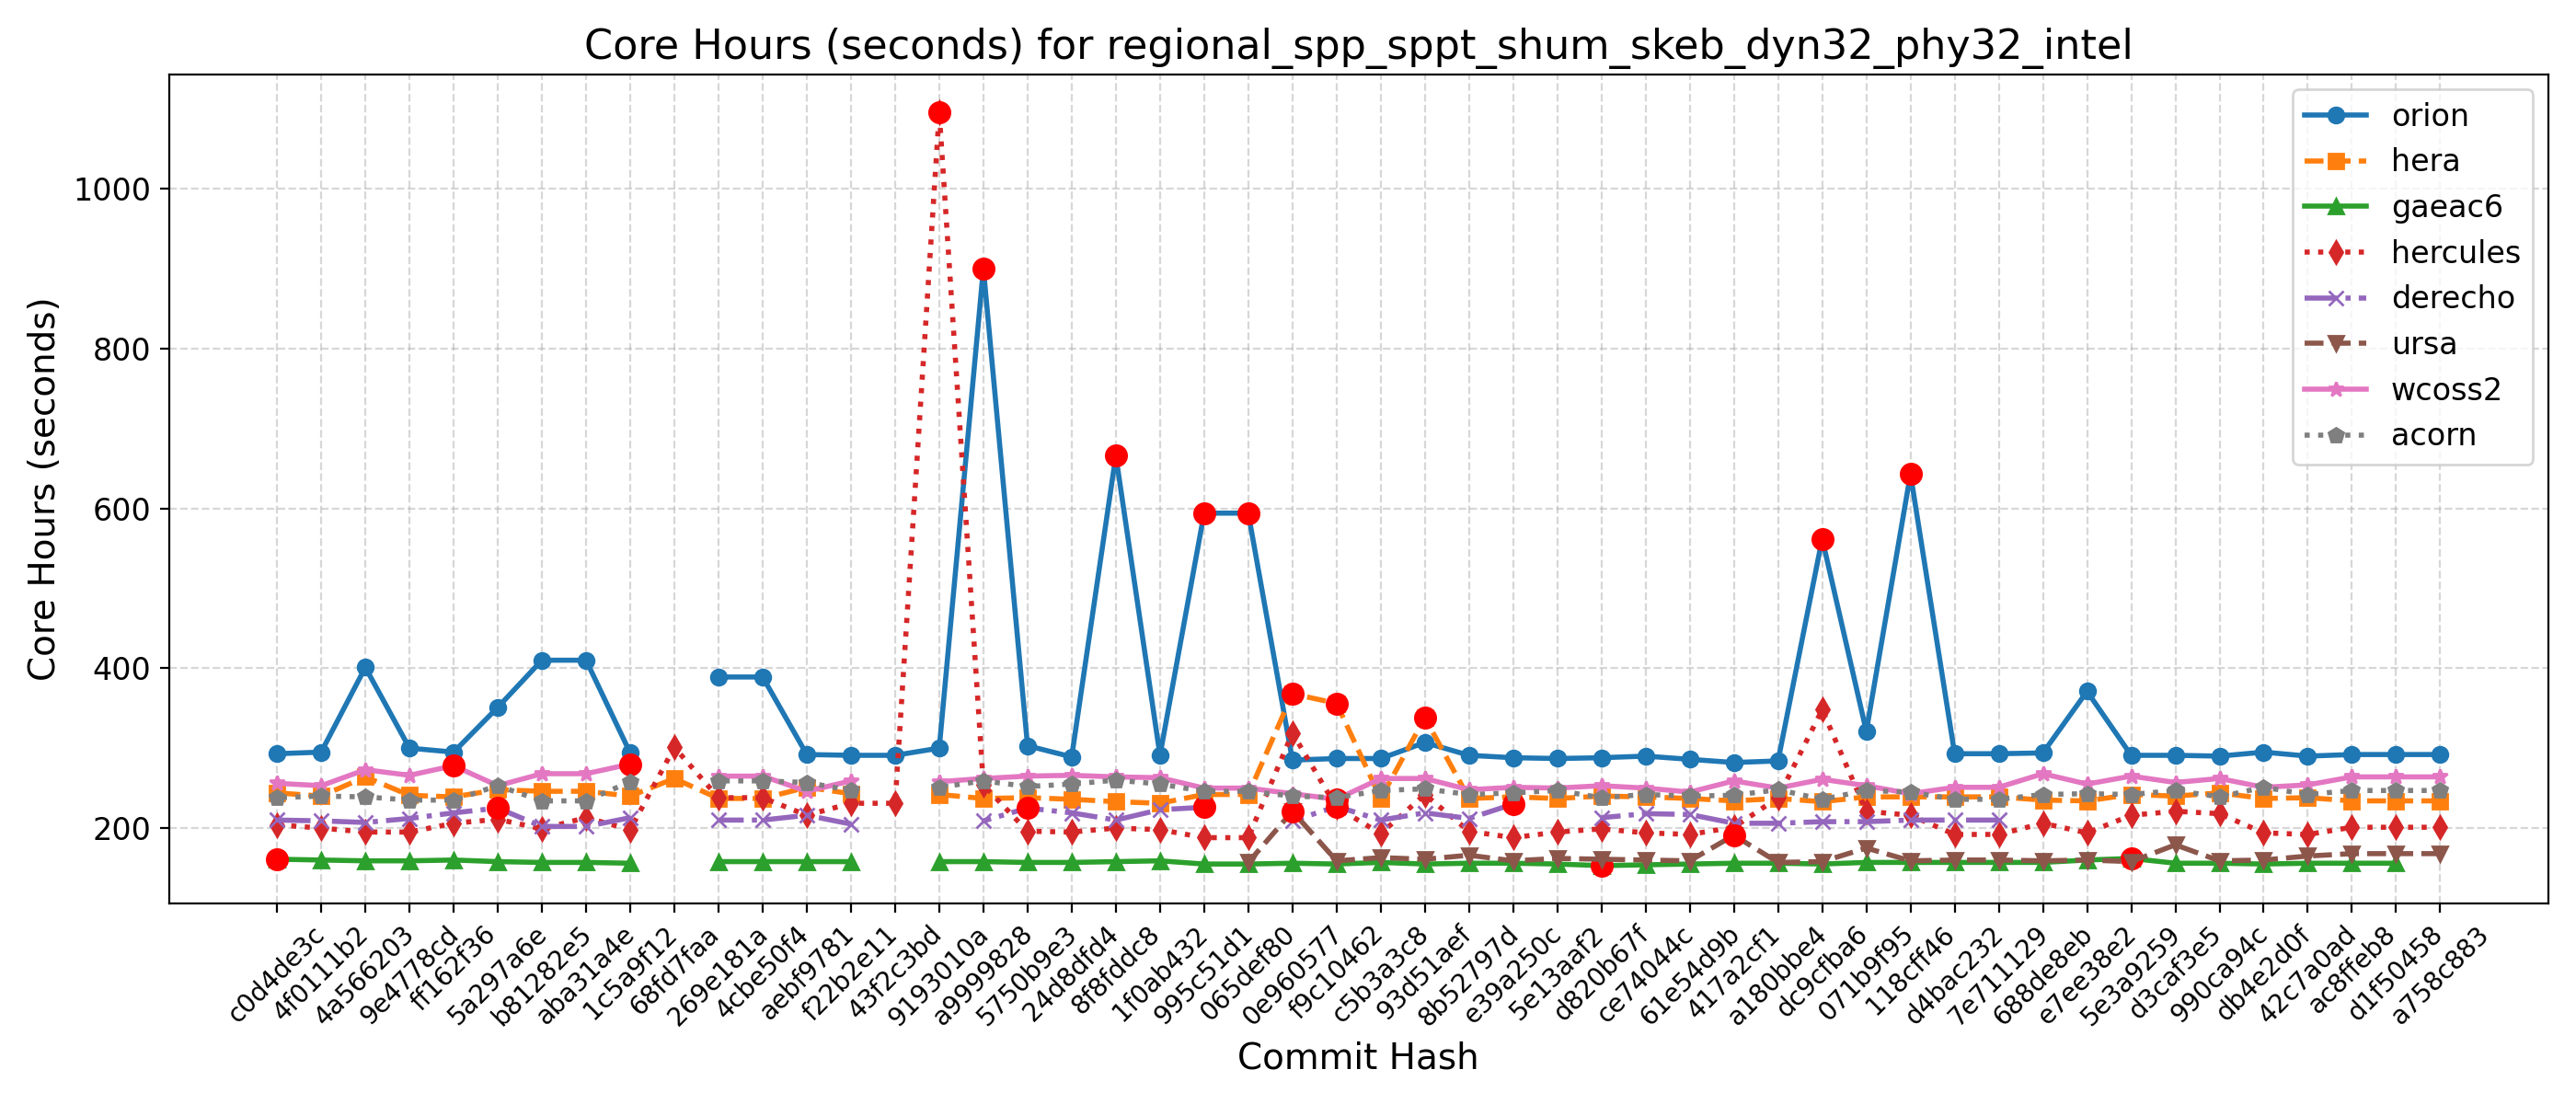 Core Hours (seconds) for regional_spp_sppt_shum_skeb_dyn32_phy32_intel
Core Hours (seconds)
1000
800
600
400
200
orion
hera
gaeac6
hercules
derecho
ursa
wcoss2
acorn
c0d4de3c
4f0111b2
4a566203
9e4778cd
ff162f36
5a297a6e
b81282e5
aba31a4e
1c5a9f12
68fd7faa
269e181a
4cbe50f4
aebf9781
f22b2e11
43f2c3bd
9193010a
a9999828
5750b9e3
24d8dfd4
8f8fddc8
1f0ab432
995c51d1
065def80
0e960577
f9c10462
c5b3a3c8
93d51aef
8b52797d
e39a250c
5e13aaf2
d820b67f
ce74044c
61e54d9b
417a2cf1
a180bbe4
dc9cfba6
071b9f95
118cff46
d4bac232
7e711129
688de8eb
e7ee38e2
5e3a9259
d3caf3e5
990ca94c
db4e2d0f
42c7a0ad
ac8ffeb8
d1f50458
a758c883
Commit Hash